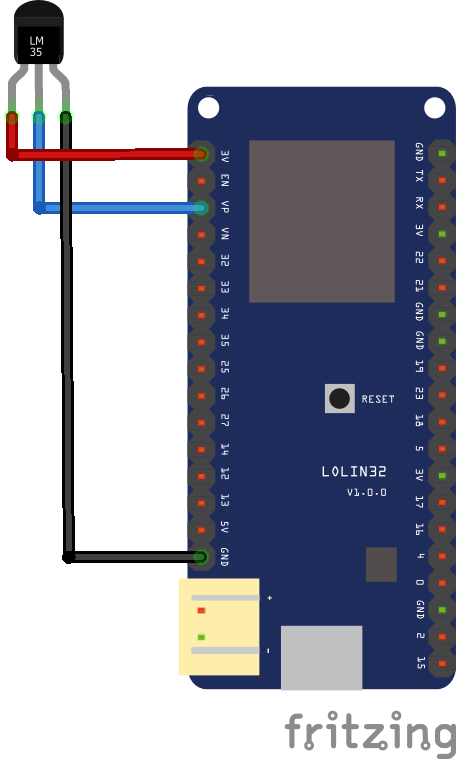 LM
35
3V
EN
VP
VN
32
33
34
35
25
26
27
14
12
13
5V
GND
GND
TX
RX
3V
22
21
GND
GND
19
23
18
5
3V
17
16
4
0
GND
2
15
RESET
LOLIN32
V1.0.0
+
-
fritzing